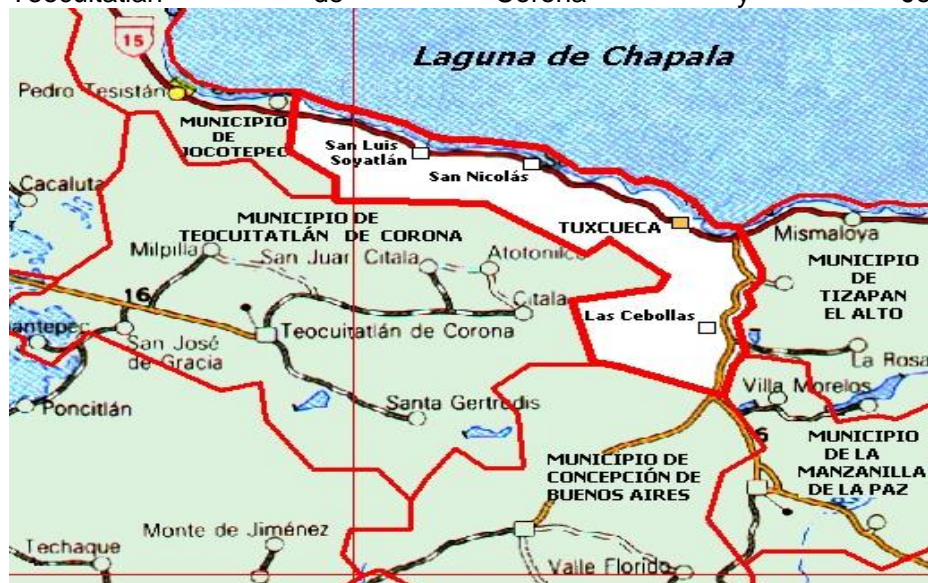 15
Laguna de Chapala
Pedro Tesistán
MUNICIPIO
DE
JOCOTEPEC
San Luis
Soyatlán
San Nicolás
Cacaluta
MUNICIPIO DE
TEOCUITATLÁN DE CORONA
TUXCUECA
Mismaloya
Milpilla
San Juan Citala
Atotonilco
MUNICIPIO
DE
TIZAPAN
EL ALTO
16
Citala
Las Cebollas
antepec
Teocuitatlán de Corona
San José
de Gracia
La Rosa
Villa Morelos
Poncitlán
Santa Gertrudis
6
MUNICIPIO
DE LA
MANZANILLA
DE LA PAZ
MUNICIPIO DE
CONCEPCIÓN DE
BUENOS AIRES
Monte de Jiménez
Techaque
Valle Florido